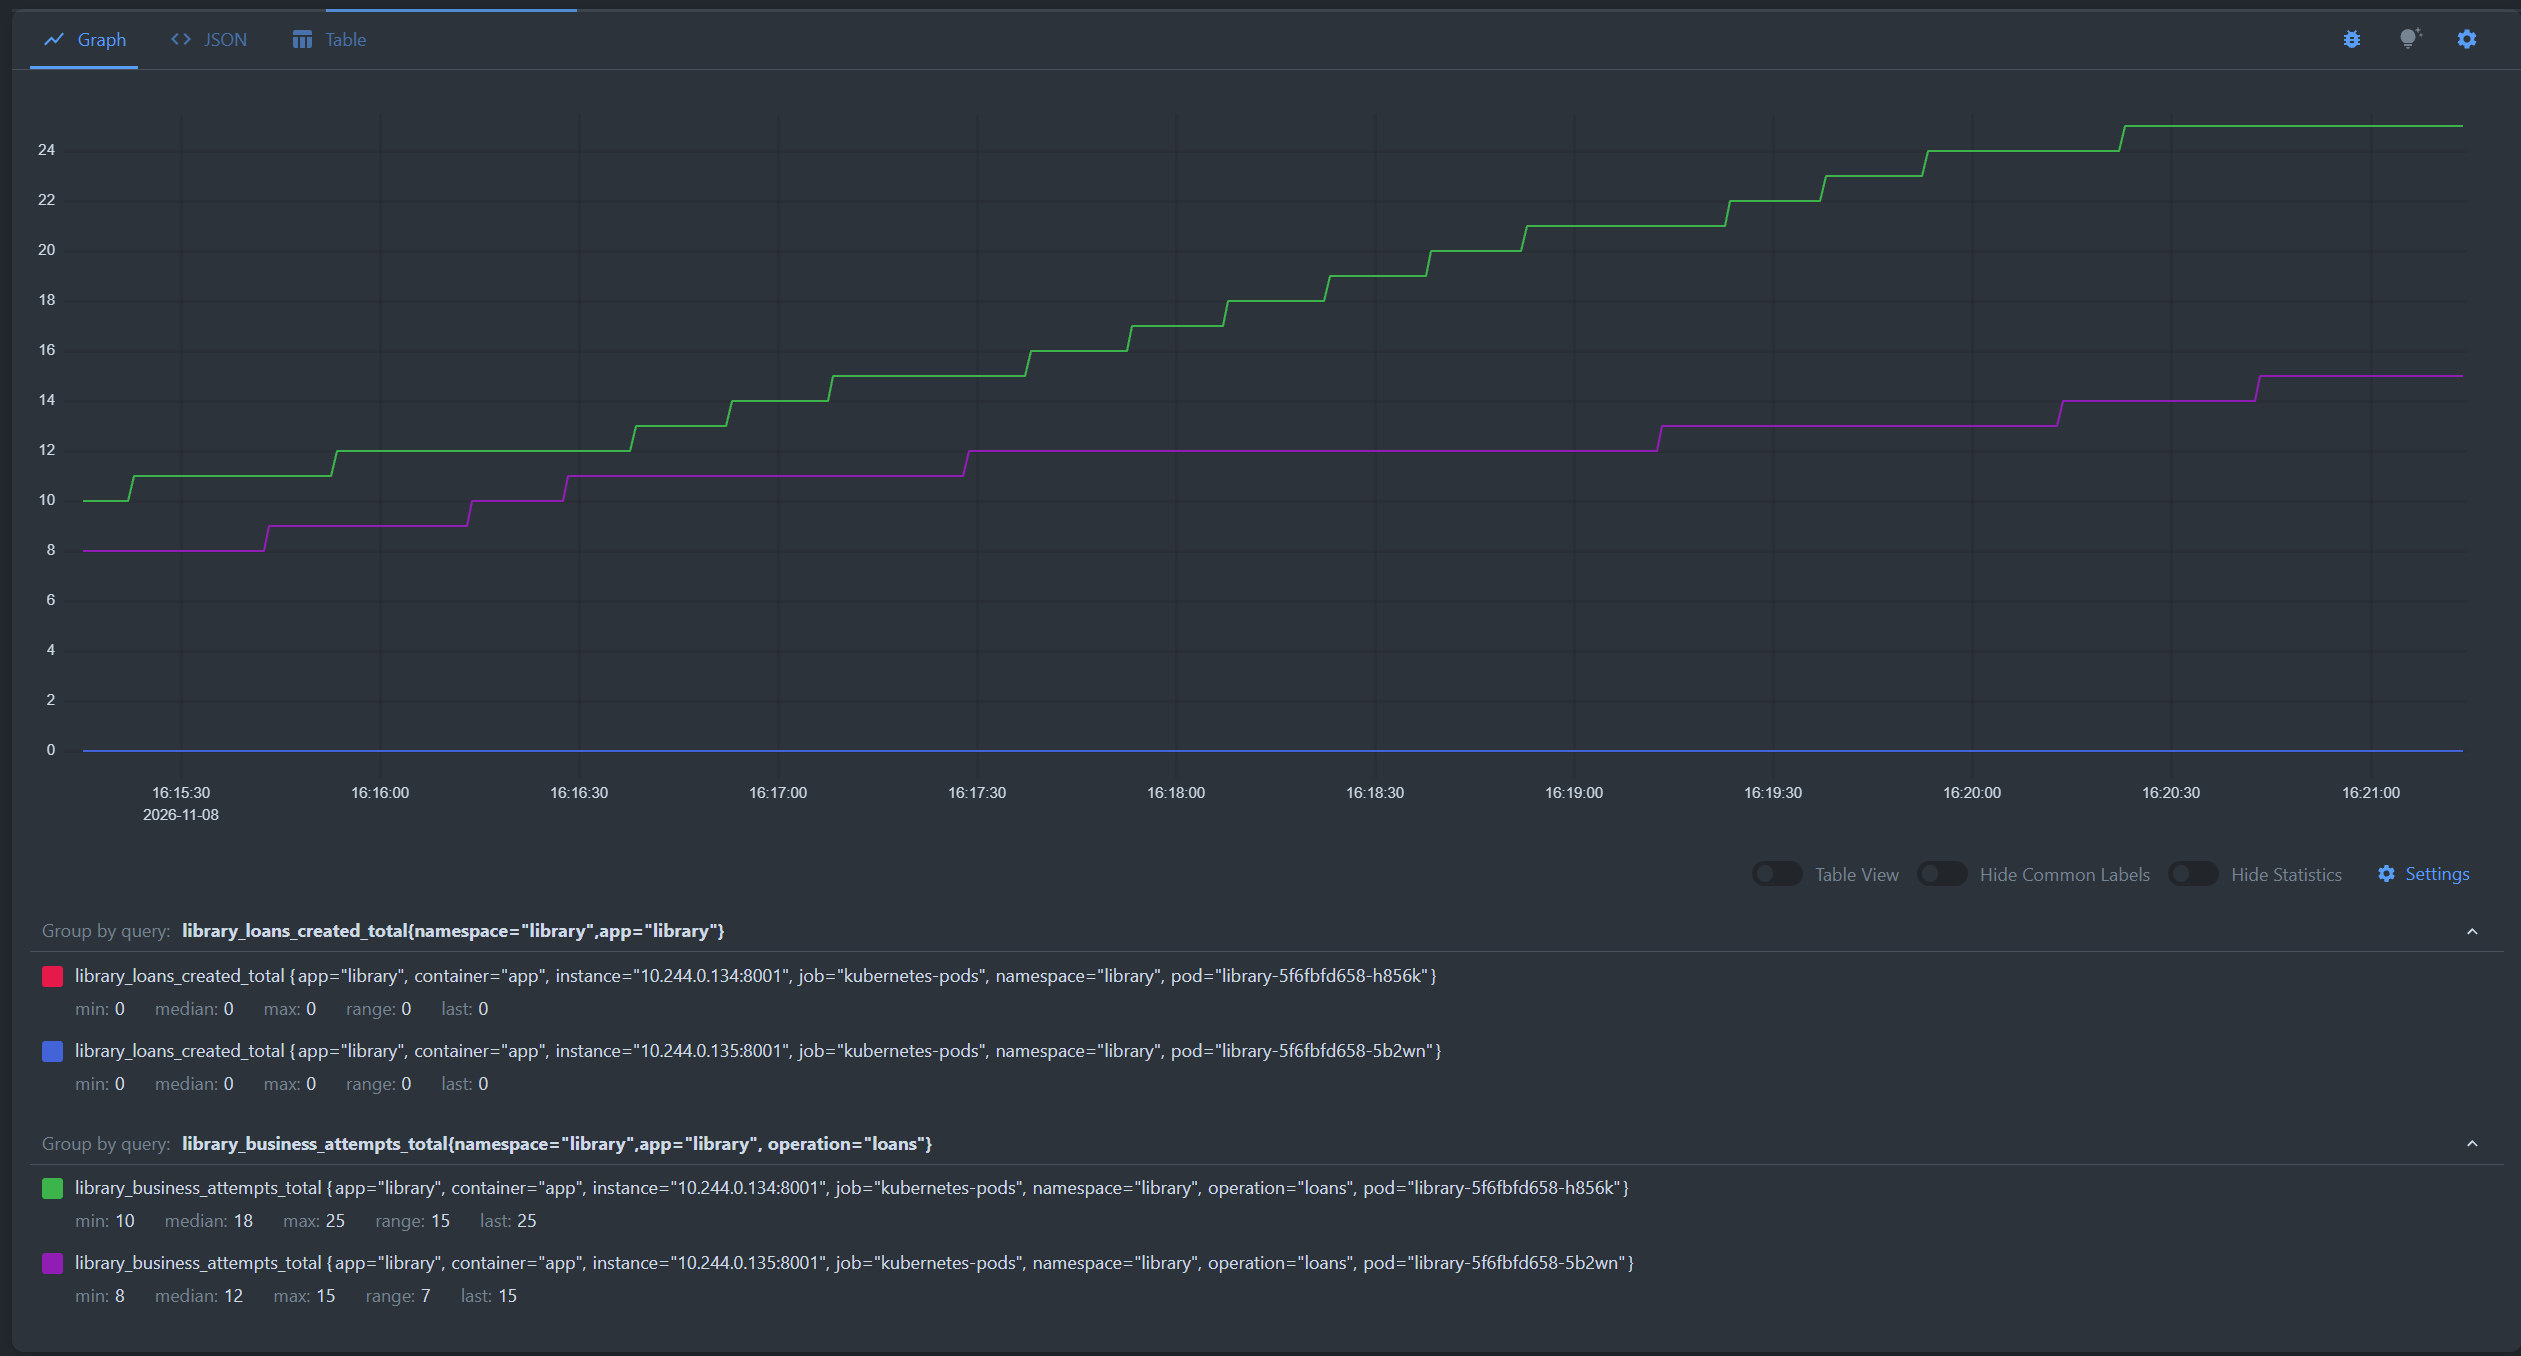 Graph JSON Table
24
22
20
18
16
14
12
10
8
6
4
2
0
16:15:30 16:16:00 16:16:30 16:17:00 16:17:30 16:18:00 16:18:30 16:19:00 16:19:30 16:20:00 16:20:30 16:21:00
2026-11-08
Table View Hide Common Labels Hide Statistics Settings
Group by query: library_loans_created_total{namespace="library",app="library"}
library_loans_created_total {app="library", container="app", instance="10.244.0.134:8001", job="kubernetes-pods", namespace="library", pod="library-5f6fbfd658-h856k"}
min: 0 median: 0 max: 0 range: 0 last: 0
library_loans_created_total {app="library", container="app", instance="10.244.0.135:8001", job="kubernetes-pods", namespace="library", pod="library-5f6fbfd658-5b2wn"}
min: 0 median: 0 max: 0 range: 0 last: 0
Group by query: library_business_attempts_total{namespace="library",app="library", operation="loans"}
library_business_attempts_total {app="library", container="app", instance="10.244.0.134:8001", job="kubernetes-pods", namespace="library", operation="loans", pod="library-5f6fbfd658-h856k"}
min: 10 median: 18 max: 25 range: 15 last: 25
library_business_attempts_total {app="library", container="app", instance="10.244.0.135:8001", job="kubernetes-pods", namespace="library", operation="loans", pod="library-5f6fbfd658-5b2wn"}
min: 8 median: 12 max: 15 range: 7 last: 15